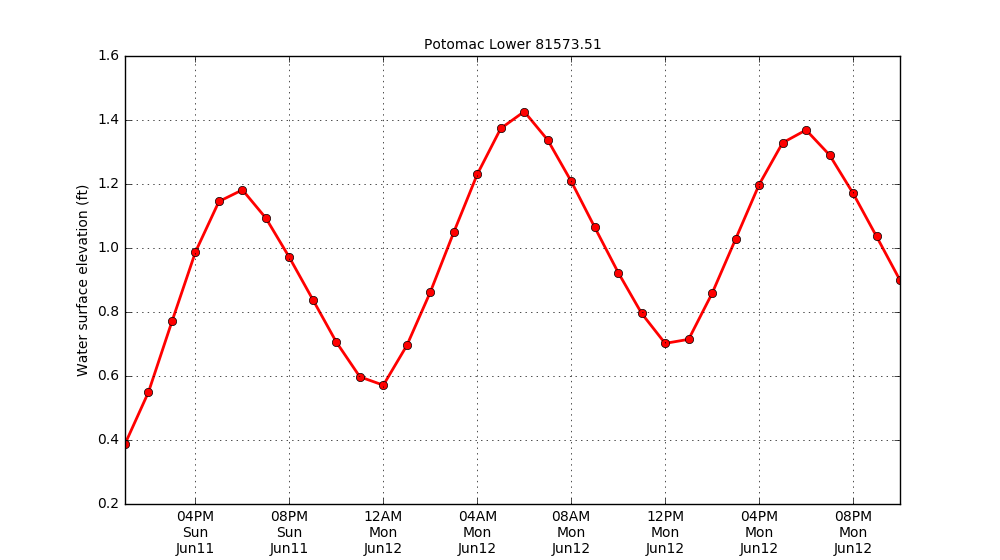 Potomac Lower 81573.51
Water surface elevation (ft)
1.6
1.4
1.2
1.0
0.8
0.6
0.4
0.2
04PM 08PM 12AM 04AM 08AM 12PM 04PM 08PM
Sun Sun Mon Mon Mon Mon Mon Mon
Jun11 Jun11 Jun12 Jun12 Jun12 Jun12 Jun12 Jun12